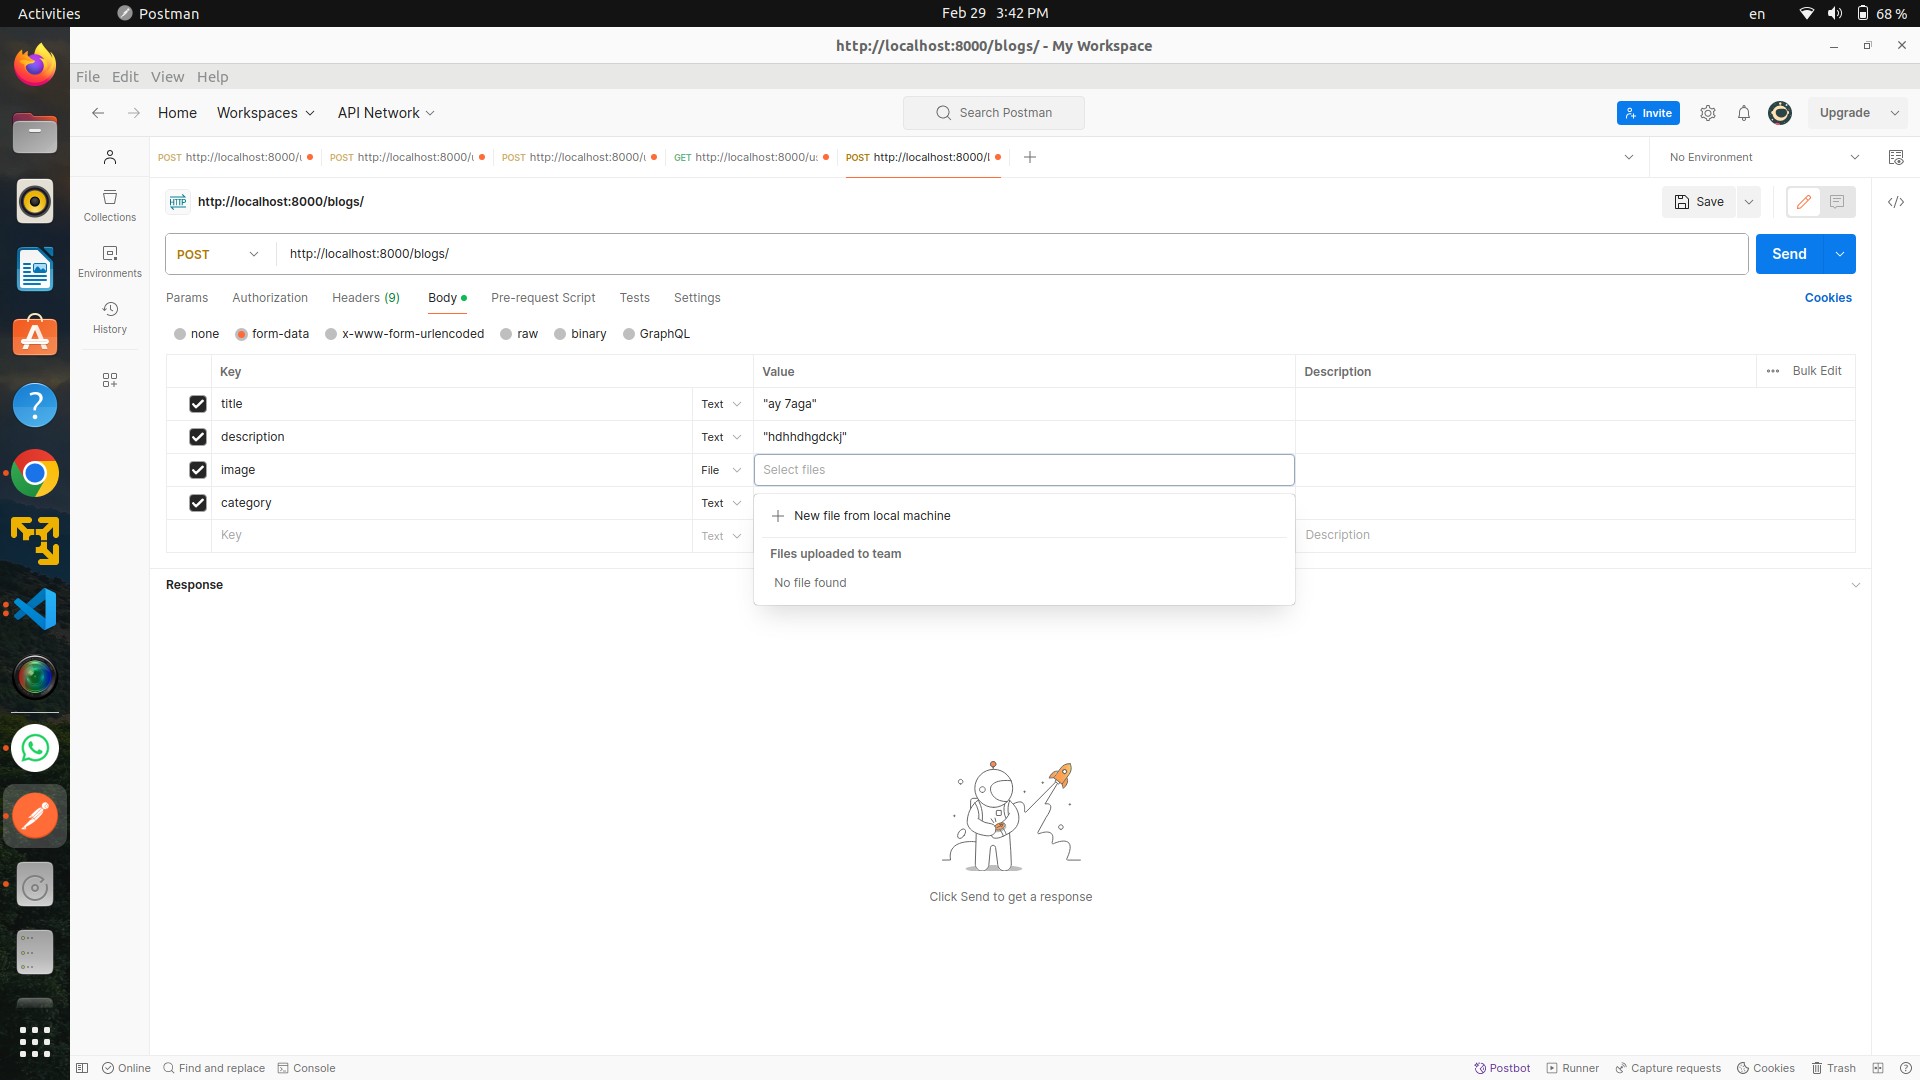 Activities Postman Feb 29 3:42 PM en 68 %
http://localhost:8000/blogs/ - My Workspace
File Edit View Help
Home Workspaces API Network Search Postman Invite Upgrade
POST http://localhost:8000/u POST http://localhost:8000/u POST http://localhost:8000/u GET http://localhost:8000/us POST http://localhost:8000/b No Environment
HTTP http://localhost:8000/blogs/ Save
Collections
POST http://localhost:8000/blogs/ Send
Environments
Params Authorization Headers (9) Body Pre-request Script Tests Settings Cookies
History
none form-data x-www-form-urlencoded raw binary GraphQL
Key Value Description Bulk Edit
title Text "ay 7aga"
description Text "hdhhdhgdckj"
image File Select files
category Text
New file from local machine
Key Text Description
Files uploaded to team
No file found
Response
Click Send to get a response
Online Find and replace Console Postbot Runner Capture requests Cookies Trash